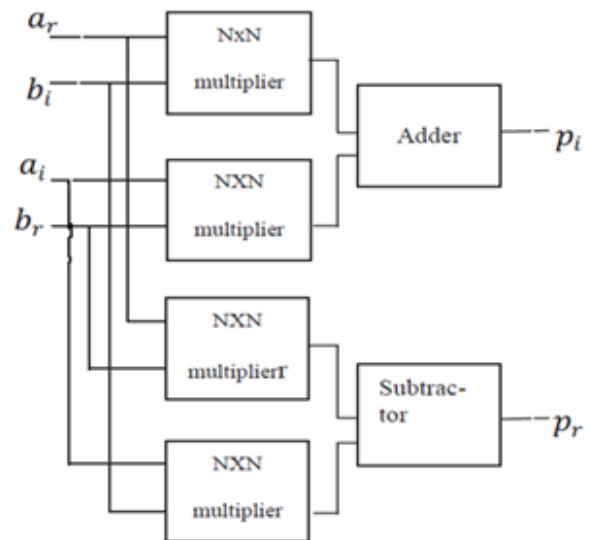 a_r
NxN
multiplier
b_i
Adder
p_i
a_i
NXN
multiplier
b_r
NXN
multiplierr
Subtrac-
tor
p_r
NXN
multiplier